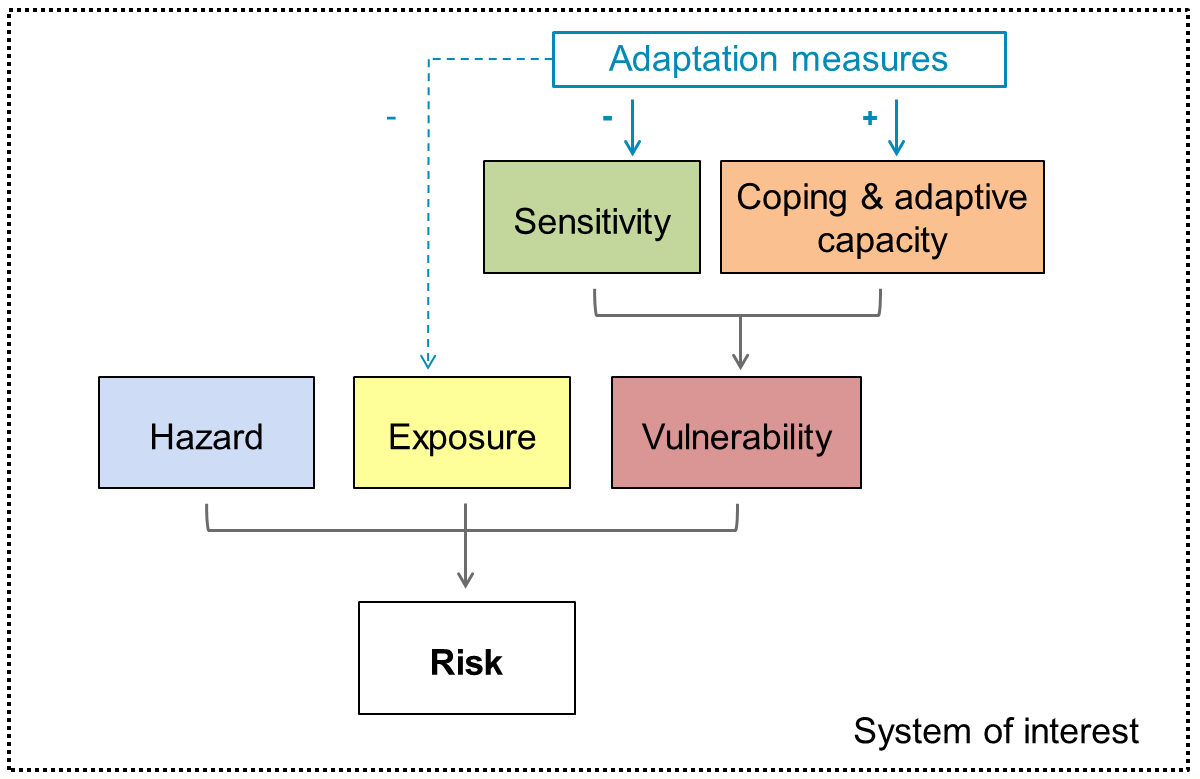 Adaptation measures
-
-
+
Sensitivity
Coping & adaptive
capacity
Hazard
Exposure
Vulnerability
Risk
System of interest